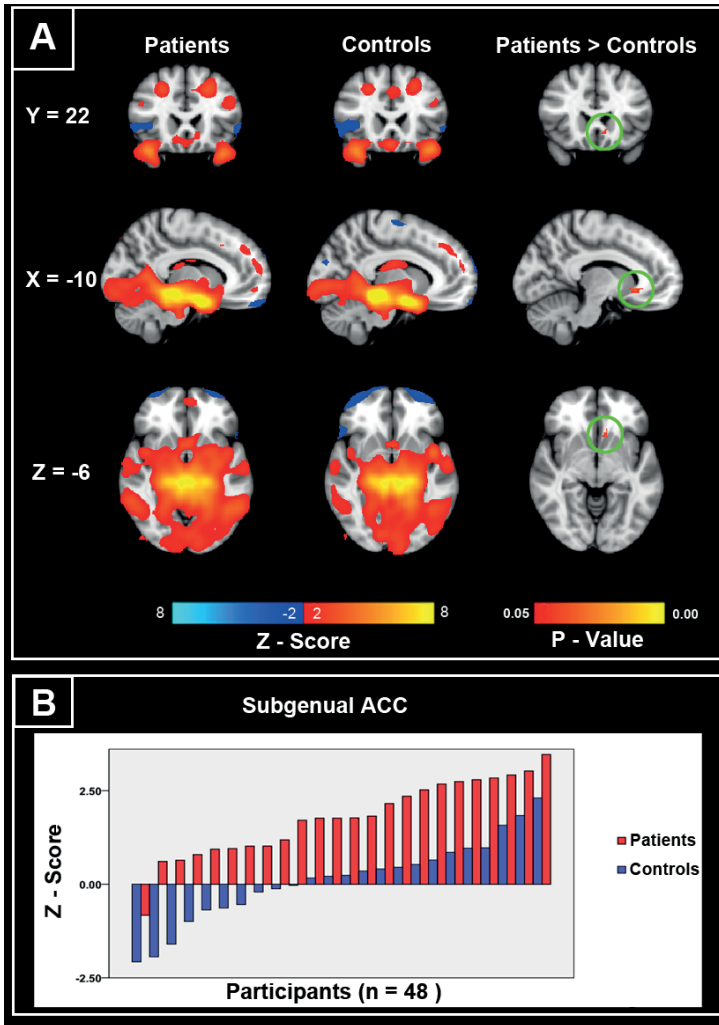 A
Patients Controls Patients > Controls
Y = 22
X = -10
Z = -6
8 -2 2 8 0.05 0.00
Z - Score P - Value
B
Subgenual ACC
2.50
0.00
-2.50
Z - Score
Patients
Controls
Participants (n = 48 )